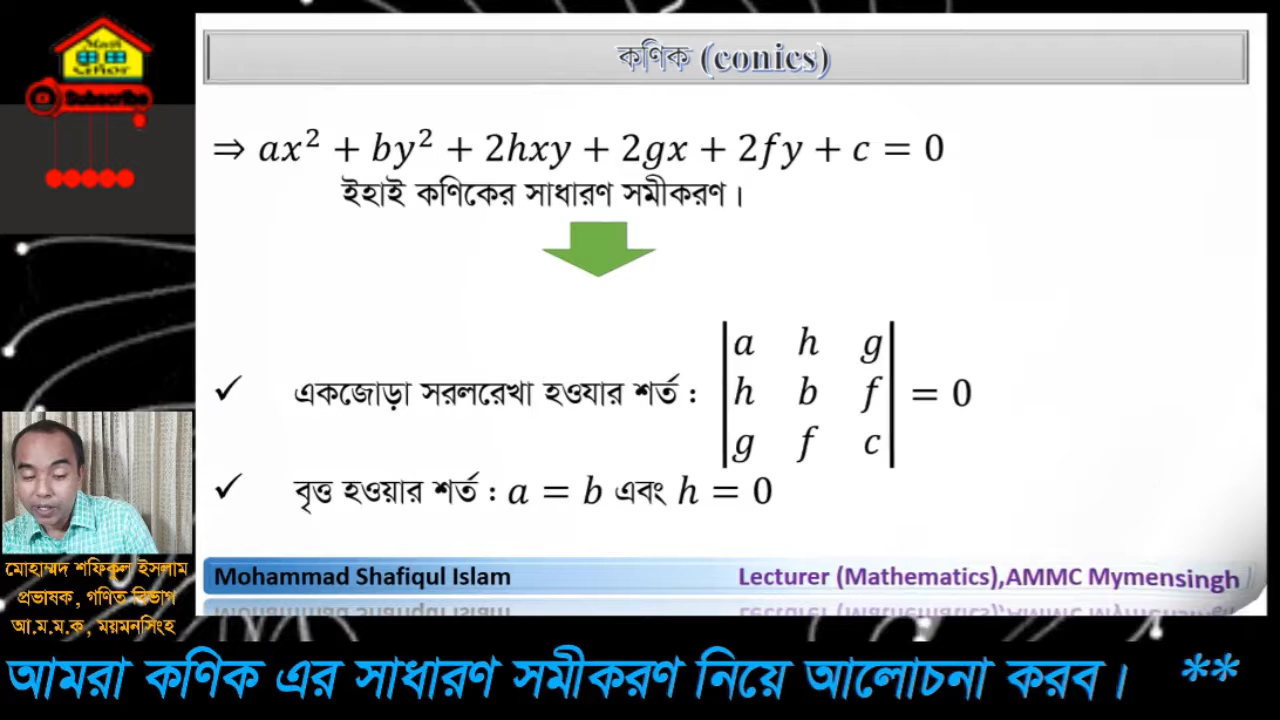 Math
Subscribe
কণিক (conics)
⇒ ax² + by² + 2hxy + 2gx + 2fy + c = 0
ইহাই কণিকের সাধারণ সমীকরণ।
✓ একজোড়া সরলরেখা হওযার শর্ত : | a h g |
| h b f | = 0
| g f c |
✓ বৃত্ত হওয়ার শর্ত : a = b এবং h = 0
Mohammad Shafiqul Islam Lecturer (Mathematics),AMMC Mymensingh
মোহাম্মদ শফিকুল ইসলাম
প্রভাষক, গণিত বিভাগ
আ.ম.ম.ক, ময়মনসিংহ
আমরা কণিক এর সাধারণ সমীকরণ নিয়ে আলোচনা করব। **